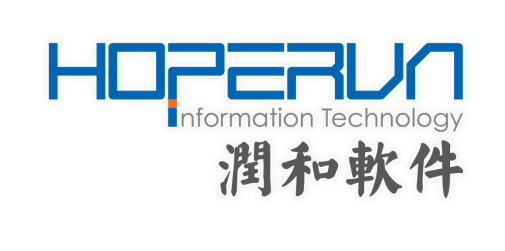 HOPERUN
information Technology
潤和軟件